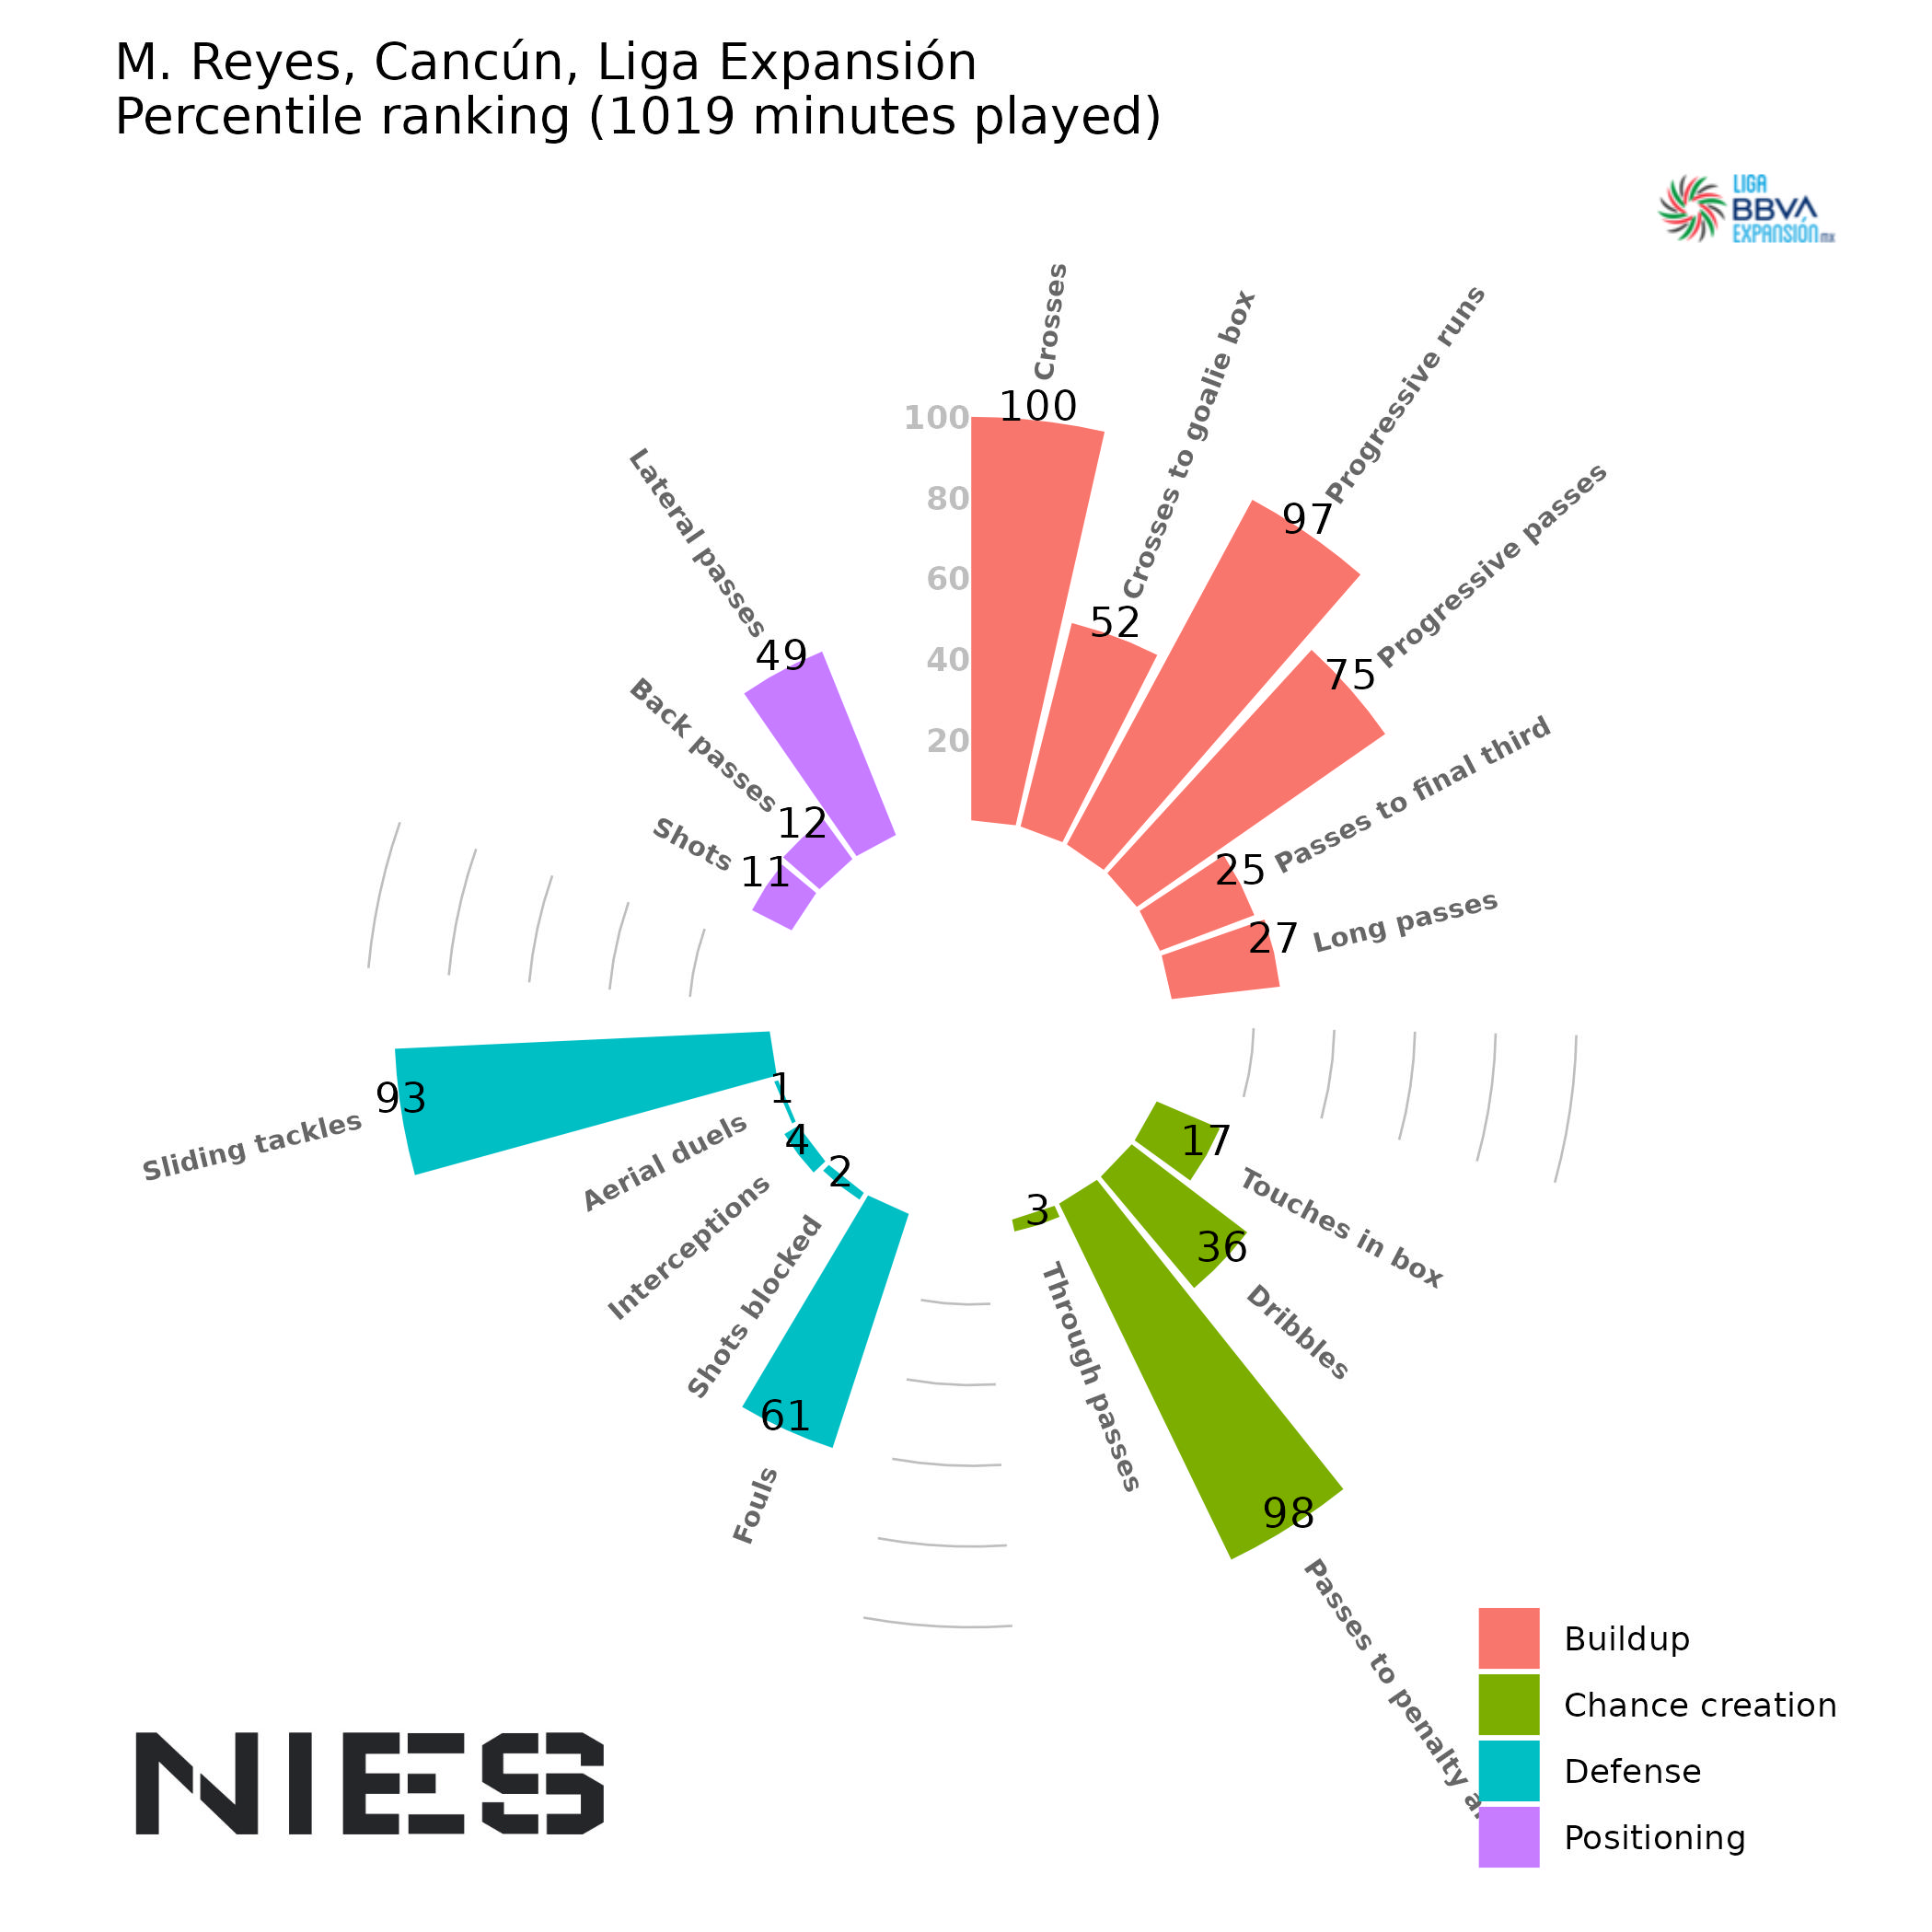 M. Reyes, Cancún, Liga Expansión
Percentile ranking (1019 minutes played)
LIGA
BBVA
EXPANSIÓN MX
100
80
60
40
20
Crosses
100
Crosses to goalie box
52
Progressive runs
97
Progressive passes
75
Passes to final third
25
Long passes
27
Touches in box
17
Dribbles
36
Passes to penalty
98
Through passes
3
Fouls
61
Shots blocked
2
Interceptions
4
Aerial duels
1
Sliding tackles
93
Shots
11
Back passes
12
Lateral passes
49
Buildup
Chance creation
Defense
Positioning
NIES